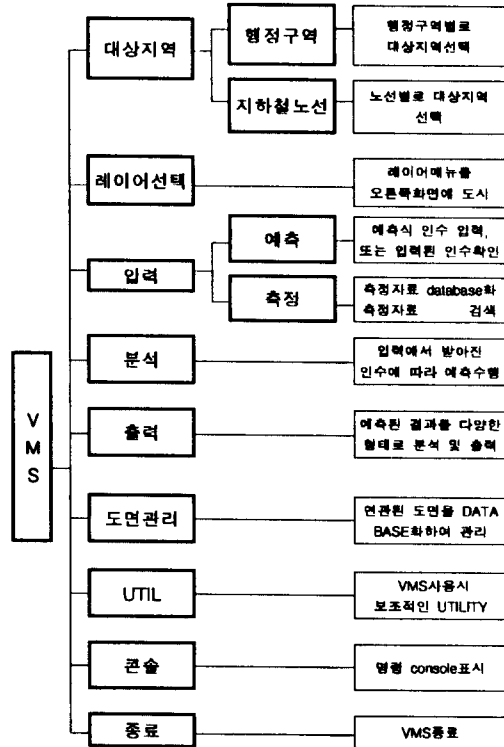 대상지역
행정구역
행정구역별로
대상지역선택
지하철노선
노선별로 대상지역
선택
레이어선택
레이어메뉴를
오른쪽화면에 도시
입력
예측
예측식 인수 입력,
또는 입력된 인수확인
측정
측정자료 database화
측정자료 검색
분석
입력에서 받아진
인수에 따라 예측수행
출력
예측된 결과를 다양한
형태로 분석 및 출력
도면관리
연관된 도면을 DATA
BASE화하여 관리
UTIL
VMS사용시
보조적인 UTILITY
콘솔
명령 console표시
종료
VMS종료
V
M
S